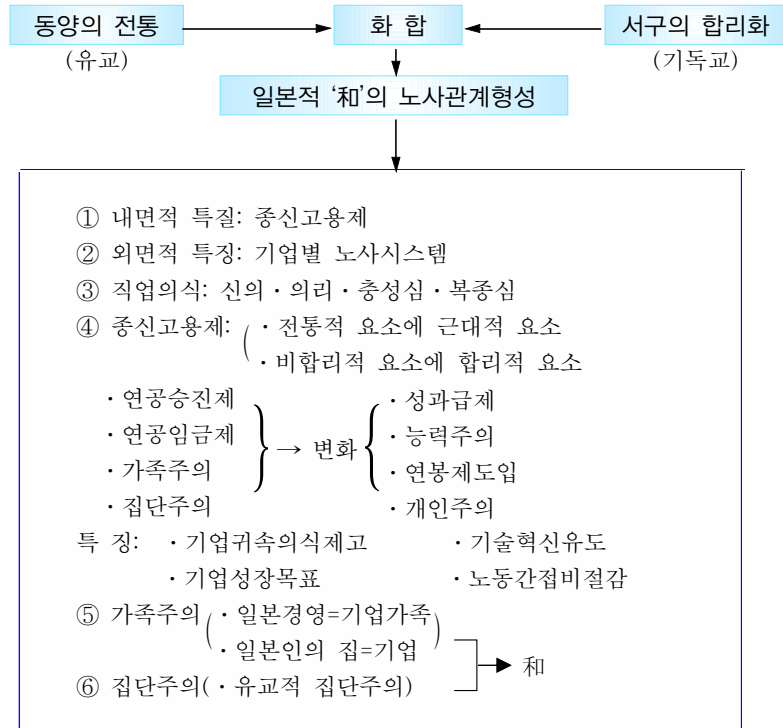 동양의 전통 화 합 서구의 합리화
(유교) (기독교)
일본적 ‘和’의 노사관계형성
① 내면적 특질: 종신고용제
② 외면적 특징: 기업별 노사시스템
③ 직업의식: 신의・의리・충성심・복종심
④ 종신고용제: (・전통적 요소에 근대적 요소
・비합리적 요소에 합리적 요소
・연공승진제 ・성과급제
・연공임금제 ・능력주의
→ 변화
・가족주의 ・연봉제도입
・집단주의 ・개인주의
특 징: ・기업귀속의식제고 ・기술혁신유도
・기업성장목표 ・노동간접비절감
⑤ 가족주의(・일본경영=기업가족)
・일본인의 집=기업
和
⑥ 집단주의(・유교적 집단주의)